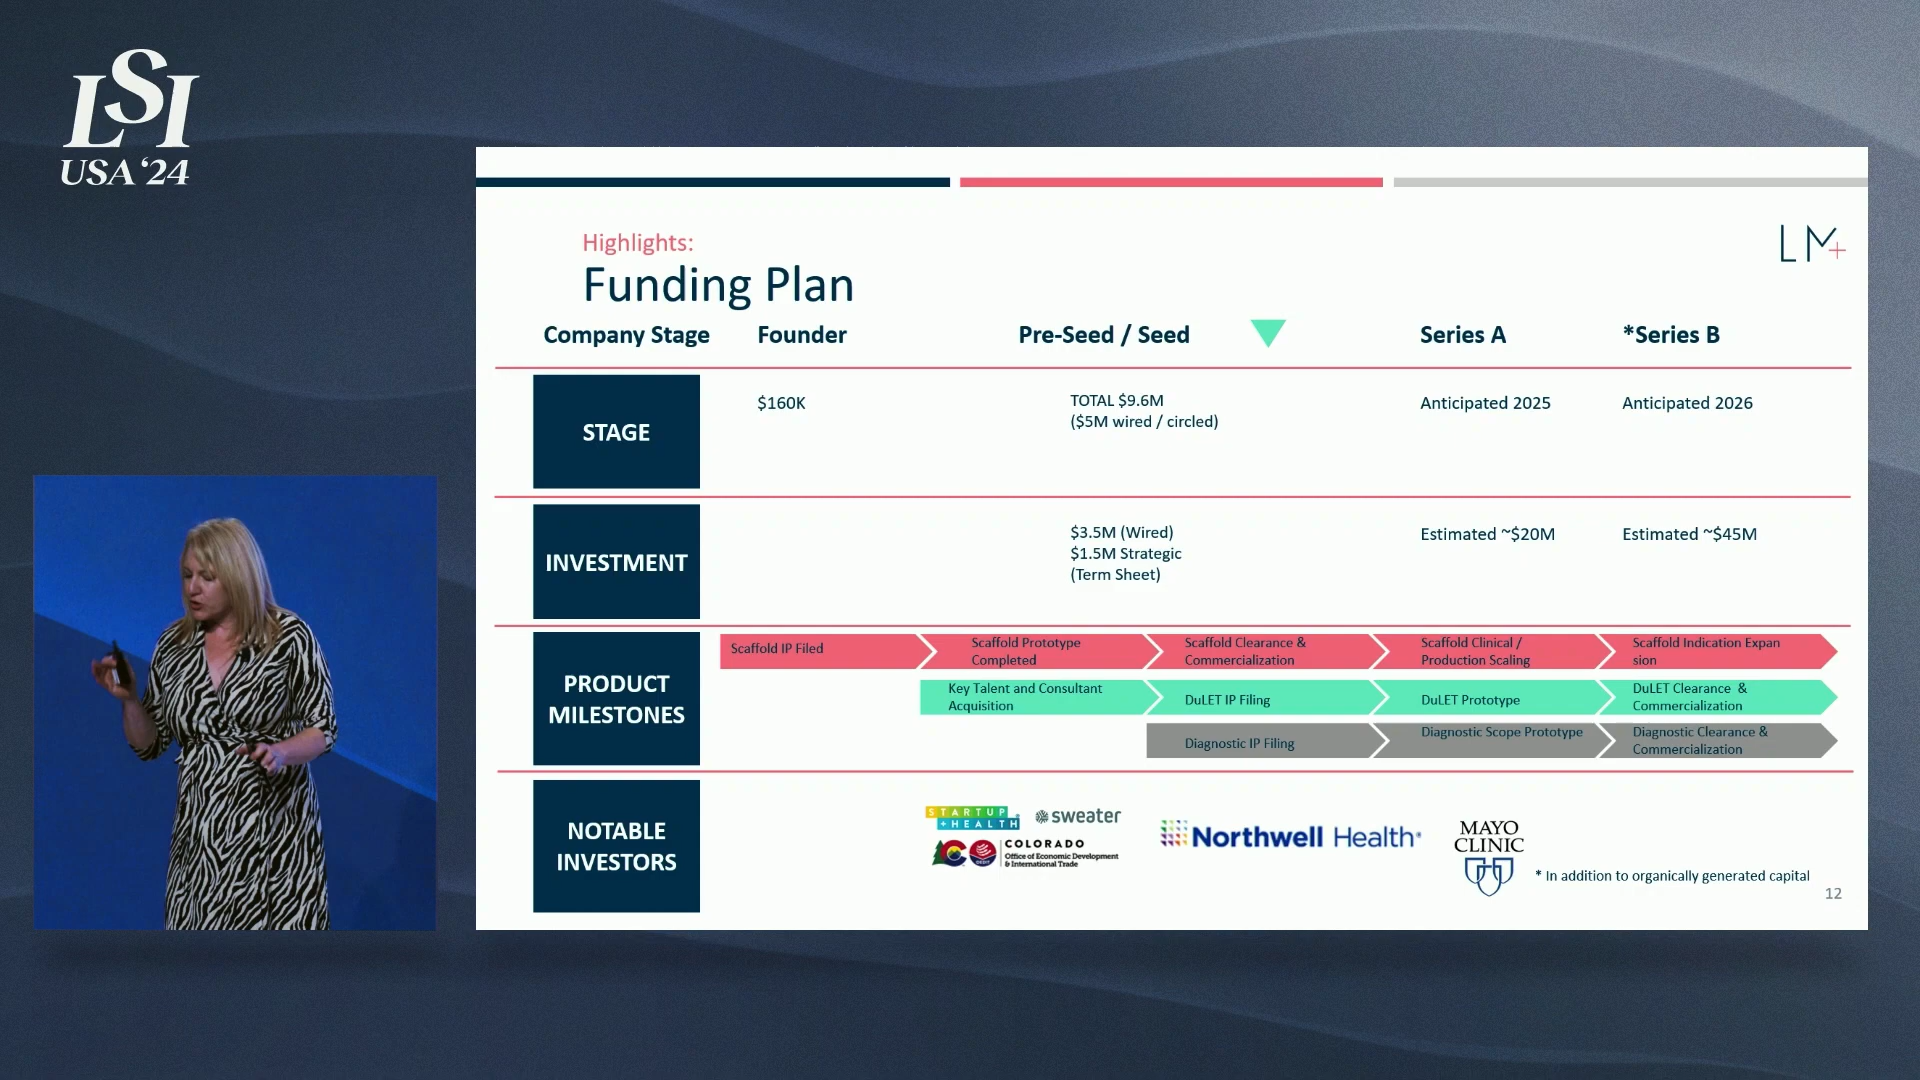 LSI
USA '24
Highlights:
Funding Plan
LM+
Company Stage
Founder
Pre-Seed / Seed
Series A
*Series B
STAGE
$160K
TOTAL $9.6M
($5M wired / circled)
Anticipated 2025
Anticipated 2026
INVESTMENT
$3.5M (Wired)
$1.5M Strategic
(Term Sheet)
Estimated ~$20M
Estimated ~$45M
PRODUCT
MILESTONES
Scaffold IP Filed
Scaffold Prototype
Completed
Scaffold Clearance &
Commercialization
Scaffold Clinical /
Production Scaling
Scaffold Indication Expan
sion
Key Talent and Consultant
Acquisition
DuLET IP Filing
DuLET Prototype
DuLET Clearance &
Commercialization
Diagnostic IP Filing
Diagnostic Scope Prototype
Diagnostic Clearance &
Commercialization
NOTABLE
INVESTORS
STARTUP
+HEALTH
sweater
COLORADO
Office of Economic Development
& International Trade
Northwell Health
MAYO
CLINIC
* In addition to organically generated capital
12